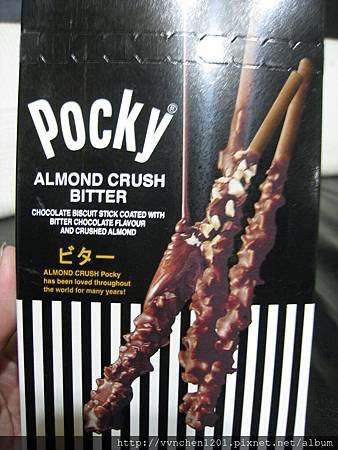 Pocky®
ALMOND CRUSH
BITTER
CHOCOLATE BISCUIT STICK COATED WITH
BITTER CHOCOLATE FLAVOUR
AND CRUSHED ALMOND
ビター
ALMOND CRUSH Pocky
has been loved throughout
the world for many years!
http://vvnchen1201.pixnet.net/album